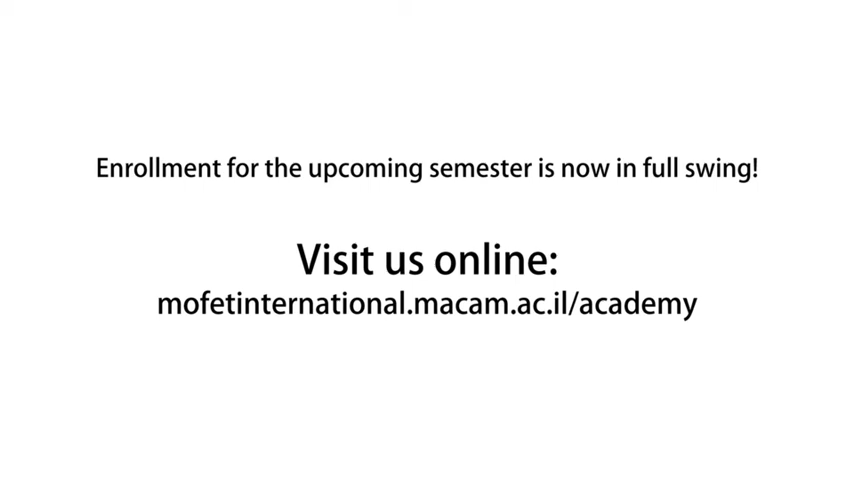 Enrollment for the upcoming semester is now in full swing!
Visit us online:
mofetinternational.macam.ac.il/academy